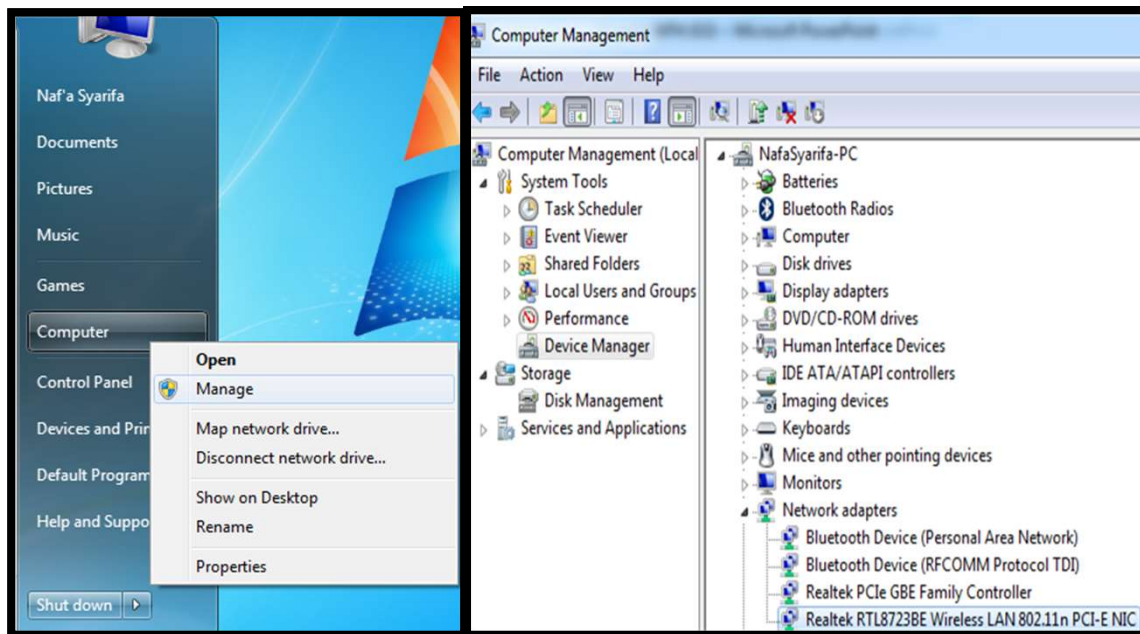 Naf'a Syarifa
Documents
Pictures
Music
Games
Computer
Control Panel
Devices and Prin
Default Program
Help and Suppo
Shut down
Open
Manage
Map network drive...
Disconnect network drive...
Show on Desktop
Rename
Properties
Computer Management
File Action View Help
Computer Management (Local
System Tools
Task Scheduler
Event Viewer
Shared Folders
Local Users and Groups
Performance
Device Manager
Storage
Disk Management
Services and Applications
NafaSyarifa-PC
Batteries
Bluetooth Radios
Computer
Disk drives
Display adapters
DVD/CD-ROM drives
Human Interface Devices
IDE ATA/ATAPI controllers
Imaging devices
Keyboards
Mice and other pointing devices
Monitors
Network adapters
Bluetooth Device (Personal Area Network)
Bluetooth Device (RFCOMM Protocol TDI)
Realtek PCIe GBE Family Controller
Realtek RTL8723BE Wireless LAN 802.11n PCI-E NIC